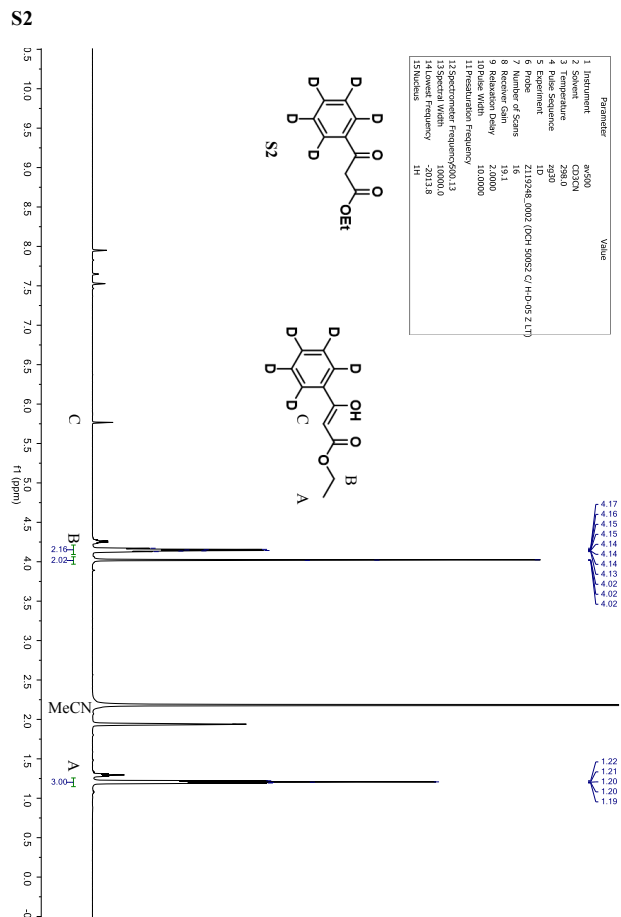 S2
Parameter Value
1 Instrument av500
2 Solvent CD3CN
3 Temperature 298.0
4 Pulse Sequence zg30
5 Experiment 1D
6 Probe Z119248_0002 (DCH 500S2 C/ H-D-05 Z LT)
7 Number of Scans 16
8 Receiver Gain 19.1
9 Relaxation Delay 2.0000
10 Pulse Width 10.0000
11 Presaturation Frequency
12 Spectrometer Frequency 500.13
13 Spectral Width 10000.0
14 Lowest Frequency -2013.8
15 Nucleus 1H
D
D
D
D
D
O
O
OEt
S2
D
D
D
D
D
OH
O
O
C
B
A
4.17
4.16
4.15
4.15
4.14
4.14
4.14
4.13
4.02
4.02
4.02
1.22
1.21
1.20
1.20
1.19
C
B
MeCN
A
2.16
2.02
3.00
0.5 10.0 9.5 9.0 8.5 8.0 7.5 7.0 6.5 6.0 5.5 5.0 4.5 4.0 3.5 3.0 2.5 2.0 1.5 1.0 0.5 0.0 -0
f1 (ppm)